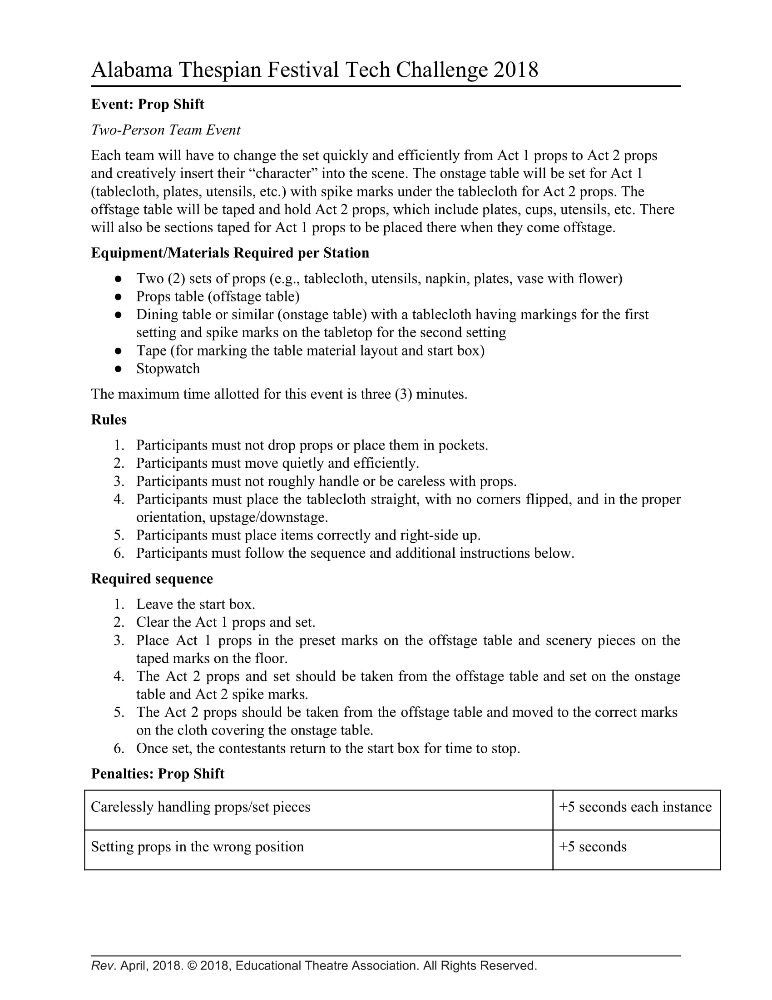 Alabama Thespian Festival Tech Challenge 2018
Event: Prop Shift
Two-Person Team Event
Each team will have to change the set quickly and efficiently from Act 1 props to Act 2 props
and creatively insert their “character” into the scene. The onstage table will be set for Act 1
(tablecloth, plates, utensils, etc.) with spike marks under the tablecloth for Act 2 props. The
offstage table will be taped and hold Act 2 props, which include plates, cups, utensils, etc. There
will also be sections taped for Act 1 props to be placed there when they come offstage.
Equipment/Materials Required per Station
● Two (2) sets of props (e.g., tablecloth, utensils, napkin, plates, vase with flower)
● Props table (offstage table)
● Dining table or similar (onstage table) with a tablecloth having markings for the first
setting and spike marks on the tabletop for the second setting
● Tape (for marking the table material layout and start box)
● Stopwatch
The maximum time allotted for this event is three (3) minutes.
Rules
1. Participants must not drop props or place them in pockets.
2. Participants must move quietly and efficiently.
3. Participants must not roughly handle or be careless with props.
4. Participants must place the tablecloth straight, with no corners flipped, and in the proper
orientation, upstage/downstage.
5. Participants must place items correctly and right-side up.
6. Participants must follow the sequence and additional instructions below.
Required sequence
1. Leave the start box.
2. Clear the Act 1 props and set.
3. Place Act 1 props in the preset marks on the offstage table and scenery pieces on the
taped marks on the floor.
4. The Act 2 props and set should be taken from the offstage table and set on the onstage
table and Act 2 spike marks.
5. The Act 2 props should be taken from the offstage table and moved to the correct marks
on the cloth covering the onstage table.
6. Once set, the contestants return to the start box for time to stop.
Penalties: Prop Shift
Carelessly handling props/set pieces +5 seconds each instance
Setting props in the wrong position +5 seconds
Rev. April, 2018. © 2018, Educational Theatre Association. All Rights Reserved.